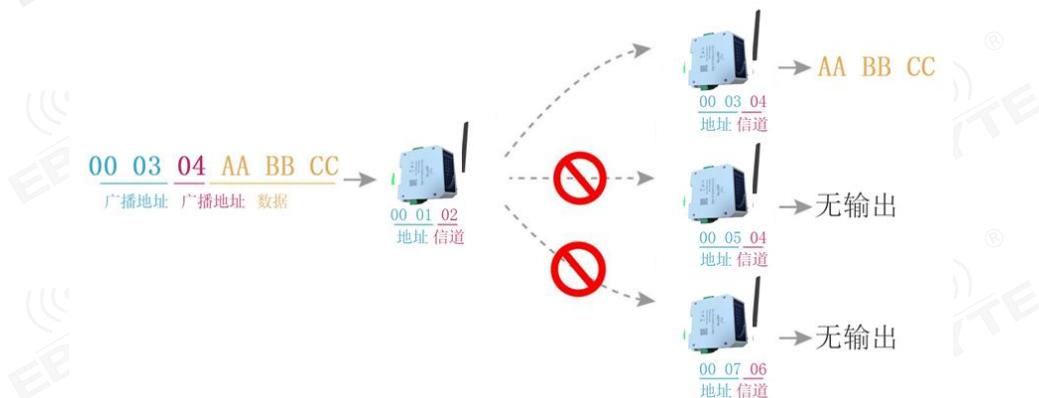 00 03 04 AA BB CC
广播地址 广播地址 数据
00 01 02
地址 信道
00 03 04
地址 信道
AA BB CC
00 05 04
地址 信道
无输出
00 07 06
地址 信道
无输出
EBYTE
®
®